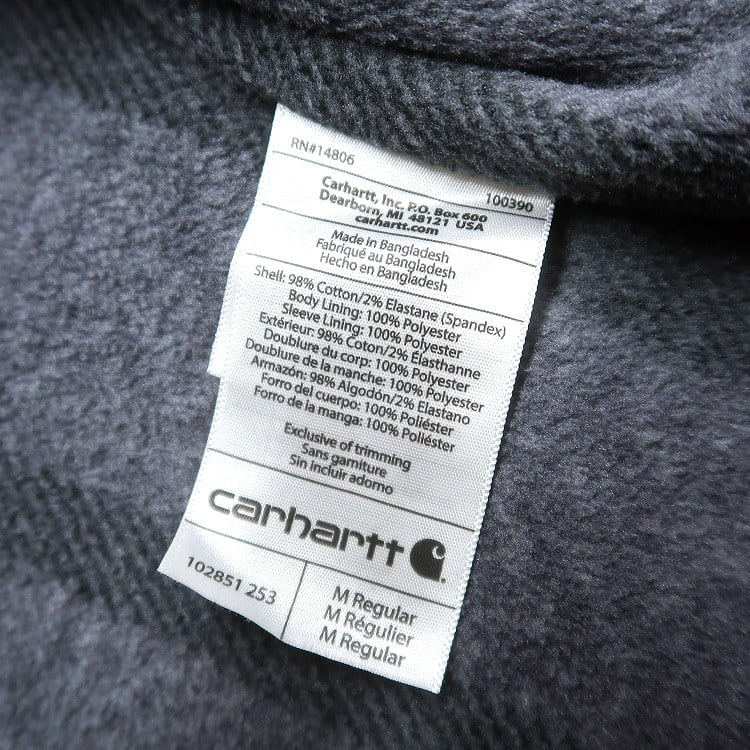 RN#14806
100390
Carhartt, Inc. P.O. Box 600
Dearborn, MI 48121 USA
carhartt.com
Made in Bangladesh
Fabriqué au Bangladesh
Hecho en Bangladesh
Shell: 98% Cotton/2% Elastane (Spandex)
Body Lining: 100% Polyester
Sleeve Lining: 100% Polyester
Extérieur: 98% Coton/2% Élasthanne
Doublure du corp: 100% Polyester
Doublure de la manche: 100% Polyester
Armazón: 98% Algodón/2% Elastano
Forro del cuerpo: 100% Poliéster
Forro de la manga: 100% Poliéster
Exclusive of trimming
Sans garniture
Sin incluir adorno
carhartt
102851 253
M Regular
M Régulier
M Regular